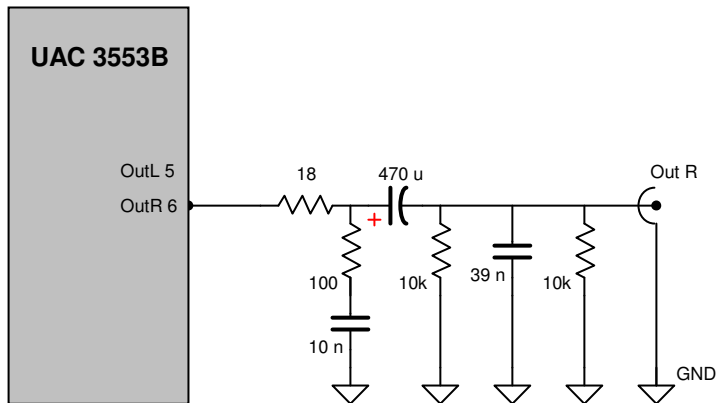 UAC 3553B
OutL 5
OutR 6
18
470 u
Out R
+
100
10k
39 n
10k
10 n
GND